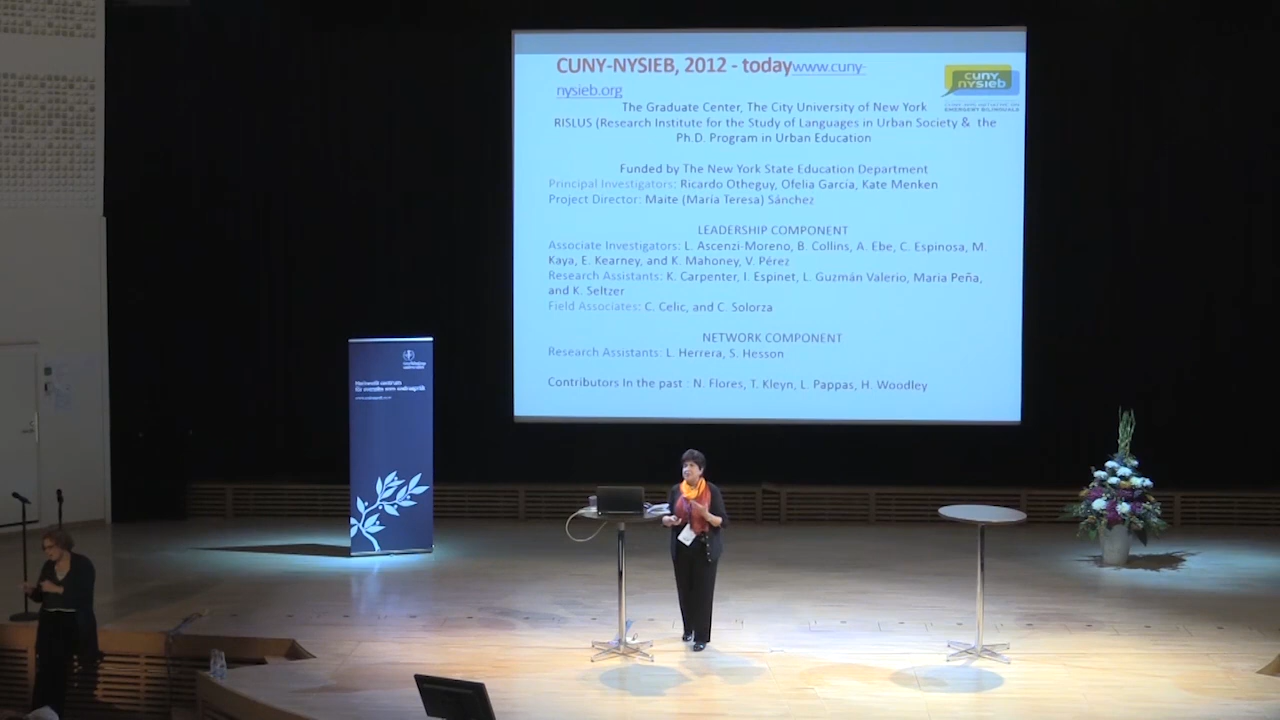 CUNY-NYSIEB, 2012 - todaywww.cuny-
nysieb.org
cuny
nysieb
The Graduate Center, The City University of New York
RISLUS (Research Institute for the Study of Languages in Urban Society & the
Ph.D. Program in Urban Education
Funded by The New York State Education Department
Principal Investigators: Ricardo Otheguy, Ofelia García, Kate Menken
Project Director: Maite (Maria Teresa) Sánchez
LEADERSHIP COMPONENT
Associate Investigators: L. Ascenzi-Moreno, B. Collins, A. Ebe, C. Espinosa, M.
Kaya, E. Kearney, and K. Mahoney, V. Pérez
Research Assistants: K. Carpenter, I. Espinet, L. Guzmán Valerio, Maria Peña,
and K. Seltzer
Field Associates: C. Celic, and C. Solorza
NETWORK COMPONENT
Research Assistants: L. Herrera, S. Hesson
Contributors In the past : N. Flores, T. Kleyn, L. Pappas, H. Woodley